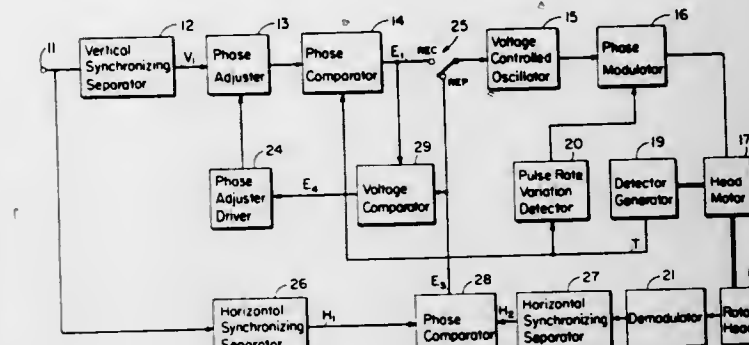 11
12
Vertical
Synchronizing
Separator
V₁
13
Phase
Adjuster
14
Phase
Comparator
E₁
REC
25
REP
15
Voltage
Controlled
Oscillator
16
Phase
Modulator
24
Phase
Adjuster
Driver
E₄
29
Voltage
Comparator
20
Pulse Rate
Variation
Detector
19
Detector
Generator
17
Head
Motor
T
26
Horizontal
Synchronizing
Separator
H₁
E₃
28
Phase
Comparator
H₂
27
Horizontal
Synchronizing
Separator
21
Demodulator
Head